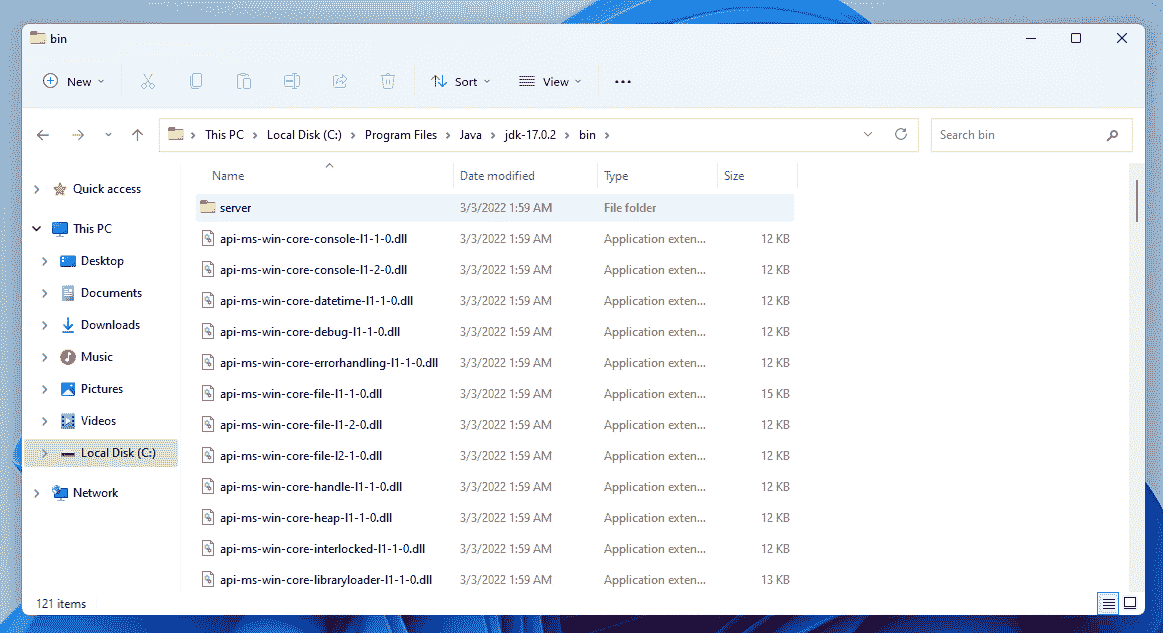 bin
New
Sort
View
This PC > Local Disk (C:) > Program Files > Java > jdk-17.0.2 > bin >
Search bin
Name Date modified Type Size
Quick access
This PC
Desktop
Documents
Downloads
Music
Pictures
Videos
Local Disk (C:)
Network
server 3/3/2022 1:59 AM File folder
api-ms-win-core-console-l1-1-0.dll 3/3/2022 1:59 AM Application exten... 12 KB
api-ms-win-core-console-l1-2-0.dll 3/3/2022 1:59 AM Application exten... 12 KB
api-ms-win-core-datetime-l1-1-0.dll 3/3/2022 1:59 AM Application exten... 12 KB
api-ms-win-core-debug-l1-1-0.dll 3/3/2022 1:59 AM Application exten... 12 KB
api-ms-win-core-errorhandling-l1-1-0.dll 3/3/2022 1:59 AM Application exten... 12 KB
api-ms-win-core-file-l1-1-0.dll 3/3/2022 1:59 AM Application exten... 15 KB
api-ms-win-core-file-l1-2-0.dll 3/3/2022 1:59 AM Application exten... 12 KB
api-ms-win-core-file-l2-1-0.dll 3/3/2022 1:59 AM Application exten... 12 KB
api-ms-win-core-handle-l1-1-0.dll 3/3/2022 1:59 AM Application exten... 12 KB
api-ms-win-core-heap-l1-1-0.dll 3/3/2022 1:59 AM Application exten... 12 KB
api-ms-win-core-interlocked-l1-1-0.dll 3/3/2022 1:59 AM Application exten... 12 KB
api-ms-win-core-libraryloader-l1-1-0.dll 3/3/2022 1:59 AM Application exten... 13 KB
121 items